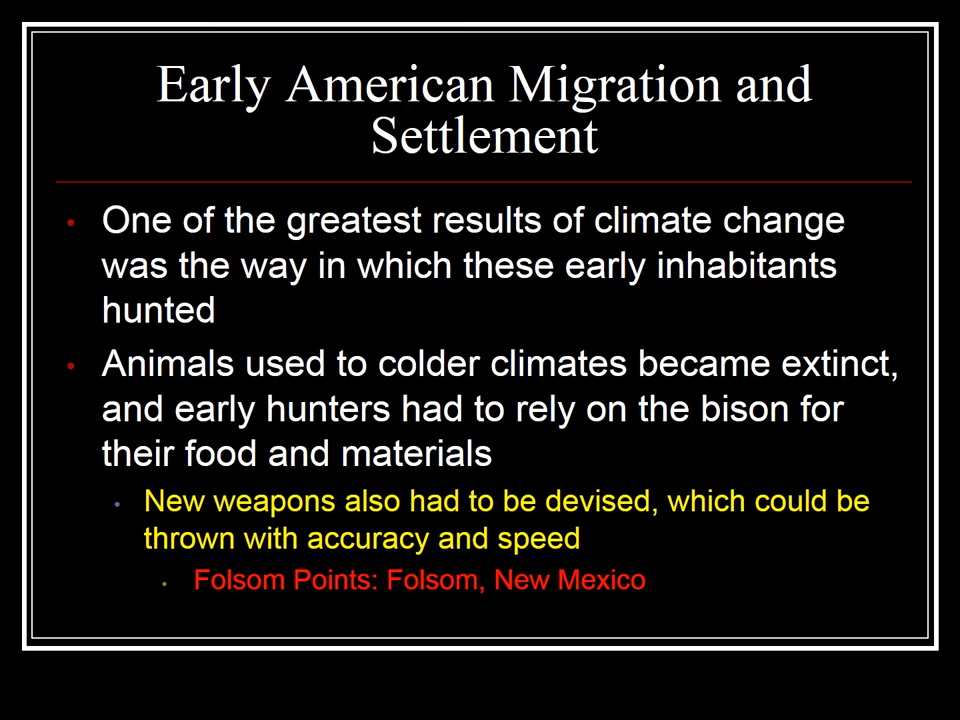 Early American Migration and
Settlement
• One of the greatest results of climate change
was the way in which these early inhabitants
hunted
• Animals used to colder climates became extinct,
and early hunters had to rely on the bison for
their food and materials
• New weapons also had to be devised, which could be
thrown with accuracy and speed
• Folsom Points: Folsom, New Mexico